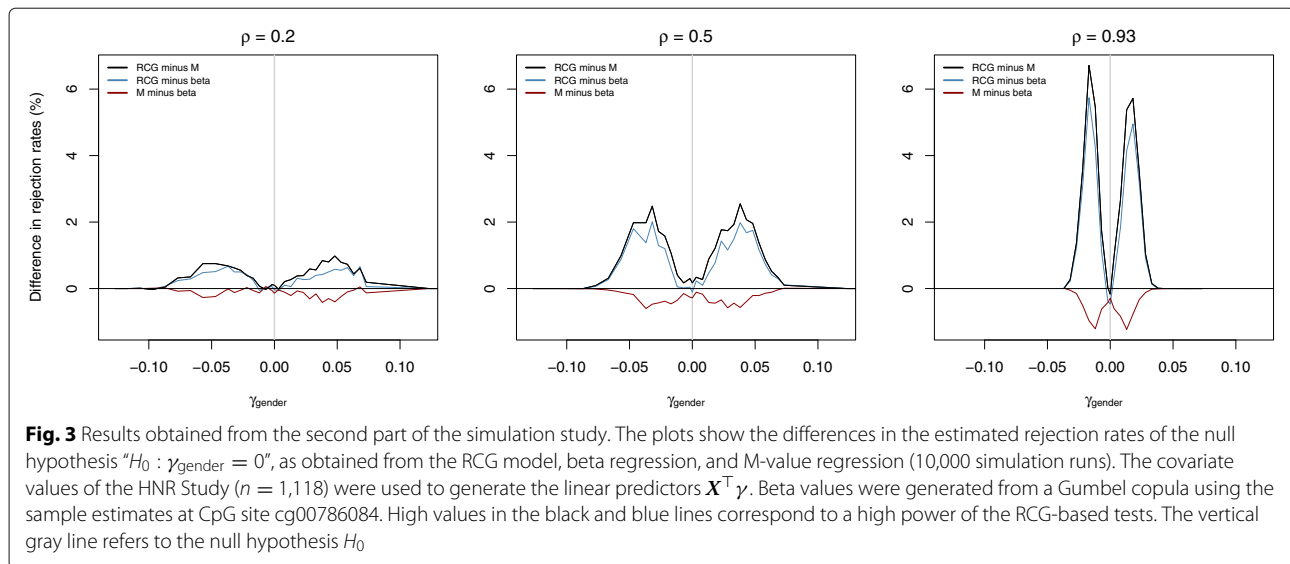 ρ = 0.2
ρ = 0.5
ρ = 0.93
Difference in rejection rates (%)
6
4
2
0
RCG minus M
RCG minus beta
M minus beta
−0.10
−0.05
0.00
0.05
0.10
γgender
6
4
2
0
RCG minus M
RCG minus beta
M minus beta
−0.10
−0.05
0.00
0.05
0.10
γgender
6
4
2
0
RCG minus M
RCG minus beta
M minus beta
−0.10
−0.05
0.00
0.05
0.10
γgender
Fig. 3 Results obtained from the second part of the simulation study. The plots show the differences in the estimated rejection rates of the null
hypothesis “H0 : γgender = 0”, as obtained from the RCG model, beta regression, and M-value regression (10,000 simulation runs). The covariate
values of the HNR Study (n = 1,118) were used to generate the linear predictors X⊤γ. Beta values were generated from a Gumbel copula using the
sample estimates at CpG site cg00786084. High values in the black and blue lines correspond to a high power of the RCG-based tests. The vertical
gray line refers to the null hypothesis H0